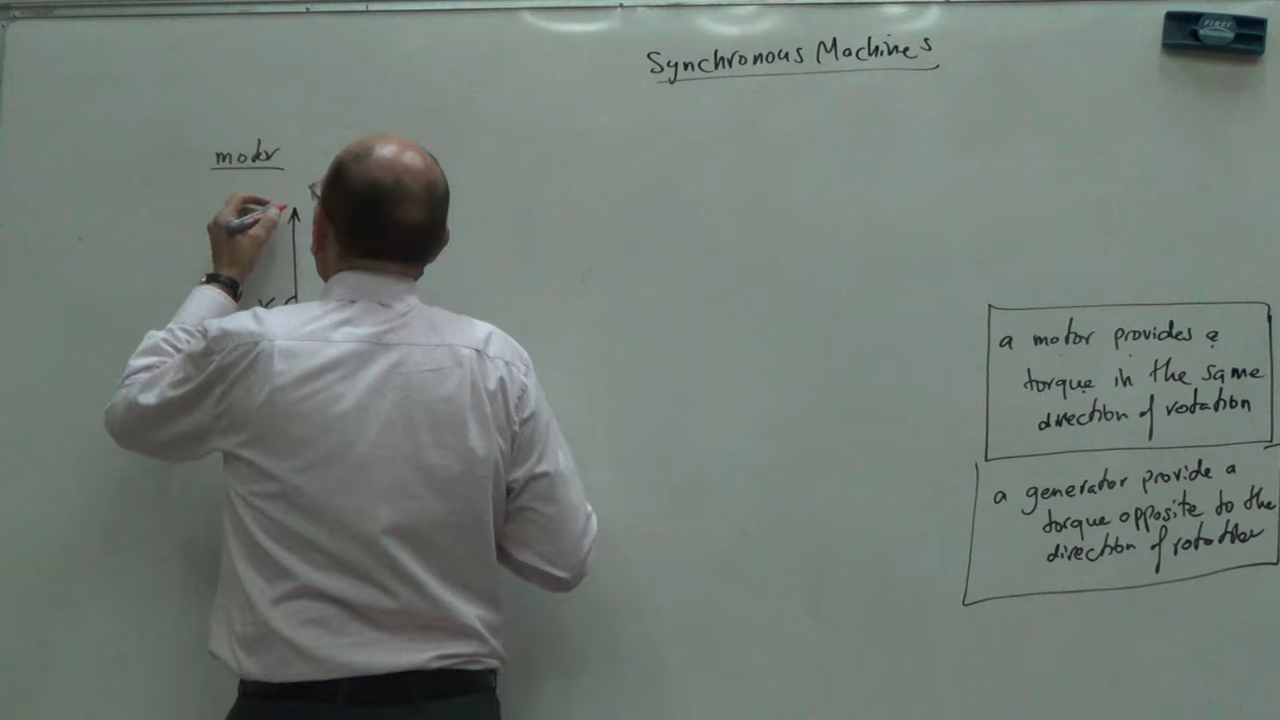 Synchronous Machines
FIRST
motor
a motor provides a
torque in the same
direction of rotation
a generator provide a
torque opposite to the
direction of rotation